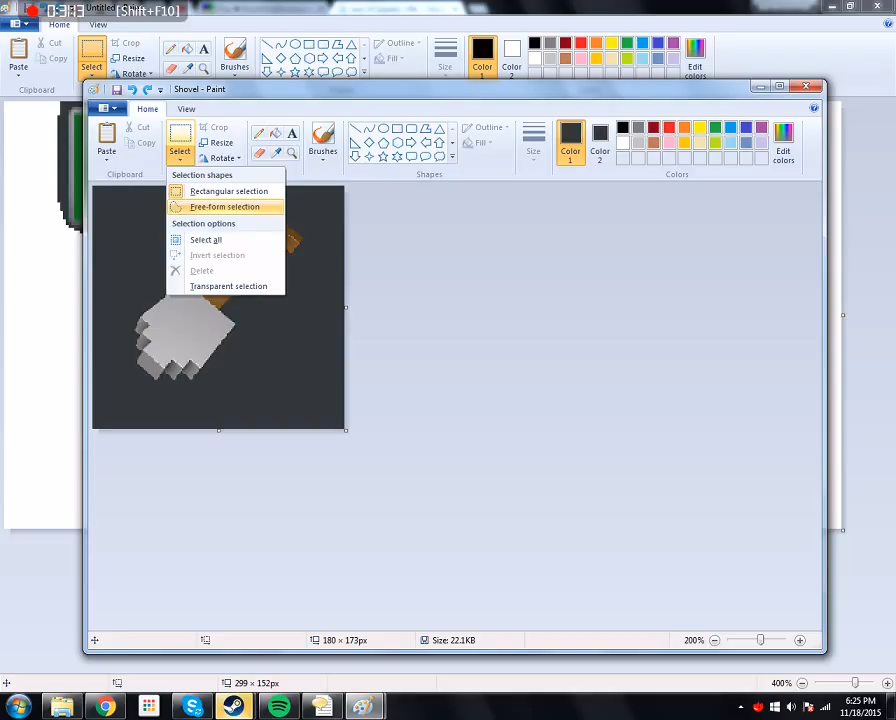 Untitled
03:13 [Shift+F10]
Home View
Cut
Copy
Paste
Clipboard
Select
Crop
Resize
Rotate
Brushes
Outline
Fill
Size
Color 1
Color 2
Edit colors
Shovel - Paint
Home View
Paste
Cut
Copy
Clipboard
Select
Crop
Resize
Rotate
A
Brushes
Outline
Fill
Shapes
Size
Color 1
Color 2
Edit colors
Colors
Selection shapes
Rectangular selection
Free-form selection
Selection options
Select all
Invert selection
Delete
Transparent selection
180 × 173px
Size: 22.1KB
200%
299 × 152px
400%
6:25 PM
11/18/2015